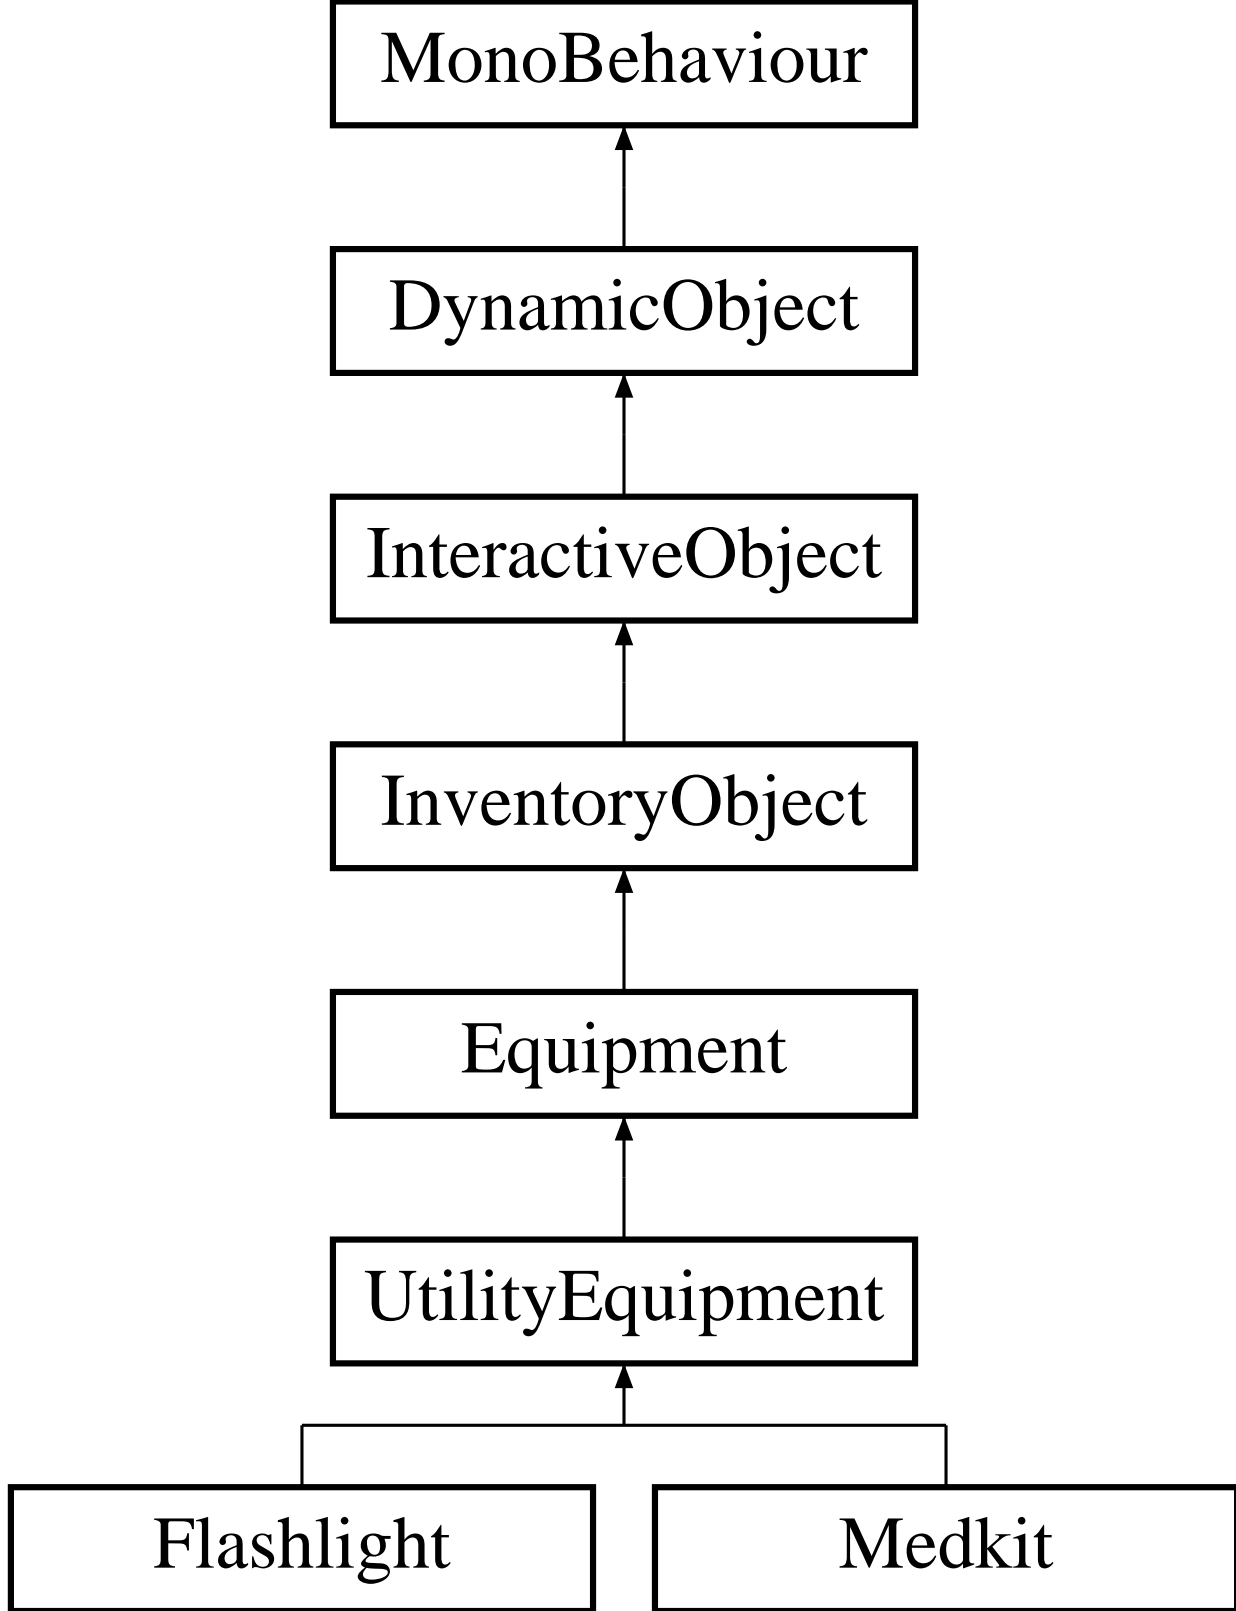 MonoBehaviour
DynamicObject
InteractiveObject
InventoryObject
Equipment
UtilityEquipment
Flashlight
Medkit